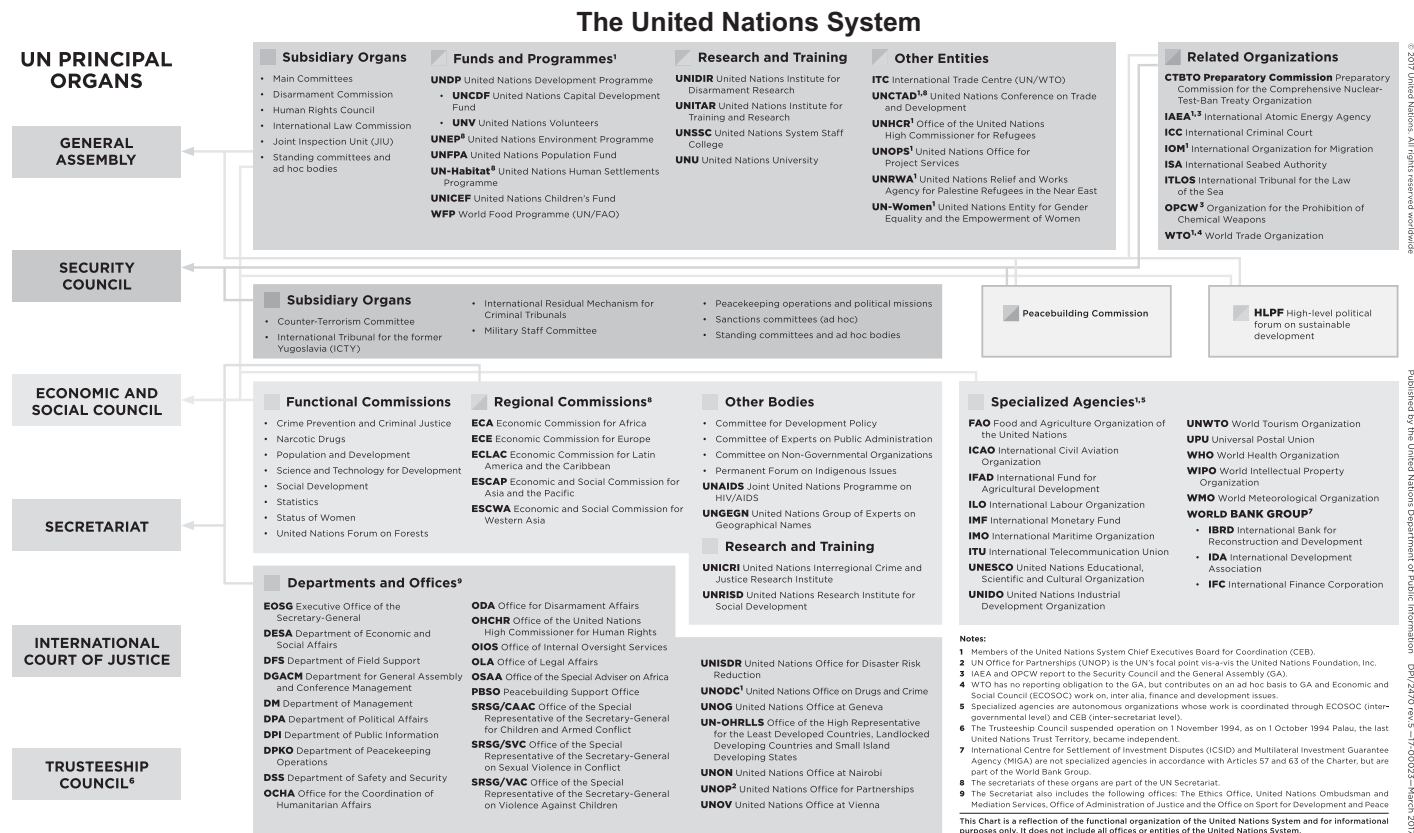 The United Nations System
UN PRINCIPAL
ORGANS
GENERAL
ASSEMBLY
SECURITY
COUNCIL
ECONOMIC AND
SOCIAL COUNCIL
SECRETARIAT
INTERNATIONAL
COURT OF JUSTICE
TRUSTEESHIP
COUNCIL⁶
Subsidiary Organs
• Main Committees
• Disarmament Commission
• Human Rights Council
• International Law Commission
• Joint Inspection Unit (JIU)
• Standing committees and
ad hoc bodies
Funds and Programmes¹
UNDP United Nations Development Programme
• UNCDF United Nations Capital Development
Fund
• UNV United Nations Volunteers
UNEP⁸ United Nations Environment Programme
UNFPA United Nations Population Fund
UN-Habitat⁸ United Nations Human Settlements
Programme
UNICEF United Nations Children's Fund
WFP World Food Programme (UN/FAO)
Research and Training
UNIDIR United Nations Institute for
Disarmament Research
UNITAR United Nations Institute for
Training and Research
UNSSC United Nations System Staff
College
UNU United Nations University
Other Entities
ITC International Trade Centre (UN/WTO)
UNCTAD¹,⁸ United Nations Conference on Trade
and Development
UNHCR¹ Office of the United Nations
High Commissioner for Refugees
UNOPS¹ United Nations Office for
Project Services
UNRWA¹ United Nations Relief and Works
Agency for Palestine Refugees in the Near East
UN-Women¹ United Nations Entity for Gender
Equality and the Empowerment of Women
Related Organizations
CTBTO Preparatory Commission Preparatory
Commission for the Comprehensive Nuclear-
Test-Ban Treaty Organization
IAEA¹,³ International Atomic Energy Agency
ICC International Criminal Court
IOM¹ International Organization for Migration
ISA International Seabed Authority
ITLOS International Tribunal for the Law
of the Sea
OPCW³ Organization for the Prohibition of
Chemical Weapons
WTO¹,⁴ World Trade Organization
Subsidiary Organs
• Counter-Terrorism Committee
• International Tribunal for the former
Yugoslavia (ICTY)
• International Residual Mechanism for
Criminal Tribunals
• Military Staff Committee
• Peacekeeping operations and political missions
• Sanctions committees (ad hoc)
• Standing committees and ad hoc bodies
Peacebuilding Commission
HLPF High-level political
forum on sustainable
development
Functional Commissions
• Crime Prevention and Criminal Justice
• Narcotic Drugs
• Population and Development
• Science and Technology for Development
• Social Development
• Statistics
• Status of Women
• United Nations Forum on Forests
Regional Commissions⁸
ECA Economic Commission for Africa
ECE Economic Commission for Europe
ECLAC Economic Commission for Latin
America and the Caribbean
ESCAP Economic and Social Commission for
Asia and the Pacific
ESCWA Economic and Social Commission for
Western Asia
Other Bodies
• Committee for Development Policy
• Committee of Experts on Public Administration
• Committee on Non-Governmental Organizations
• Permanent Forum on Indigenous Issues
UNAIDS Joint United Nations Programme on
HIV/AIDS
UNGEGN United Nations Group of Experts on
Geographical Names
Research and Training
UNICRI United Nations Interregional Crime and
Justice Research Institute
UNRISD United Nations Research Institute for
Social Development
Specialized Agencies¹,⁵
FAO Food and Agriculture Organization of
the United Nations
ICAO International Civil Aviation
Organization
IFAD International Fund for
Agricultural Development
ILO International Labour Organization
IMF International Monetary Fund
IMO International Maritime Organization
ITU International Telecommunication Union
UNESCO United Nations Educational,
Scientific and Cultural Organization
UNIDO United Nations Industrial
Development Organization
UNWTO World Tourism Organization
UPU Universal Postal Union
WHO World Health Organization
WIPO World Intellectual Property
Organization
WMO World Meteorological Organization
WORLD BANK GROUP⁷
• IBRD International Bank for
Reconstruction and Development
• IDA International Development
Association
• IFC International Finance Corporation
Departments and Offices⁹
EOSG Executive Office of the
Secretary-General
DESA Department of Economic and
Social Affairs
DFS Department of Field Support
DGACM Department for General Assembly
and Conference Management
DM Department of Management
DPA Department of Political Affairs
DPI Department of Public Information
DPKO Department of Peacekeeping
Operations
DSS Department of Safety and Security
OCHA Office for the Coordination of
Humanitarian Affairs
ODA Office for Disarmament Affairs
OHCHR Office of the United Nations
High Commissioner for Human Rights
OIOS Office of Internal Oversight Services
OLA Office of Legal Affairs
OSAA Office of the Special Adviser on Africa
PBSO Peacebuilding Support Office
SRSG/CAAC Office of the Special
Representative of the Secretary-General
for Children and Armed Conflict
SRSG/SVC Office of the Special
Representative of the Secretary-General
on Sexual Violence in Conflict
SRSG/VAC Office of the Special
Representative of the Secretary-General
on Violence Against Children
UNISDR United Nations Office for Disaster Risk
Reduction
UNODC¹ United Nations Office on Drugs and Crime
UNOG United Nations Office at Geneva
UN-OHRLLS Office of the High Representative
for the Least Developed Countries, Landlocked
Developing Countries and Small Island
Developing States
UNON United Nations Office at Nairobi
UNOP² United Nations Office for Partnerships
UNOV United Nations Office at Vienna
Notes:
1 Members of the United Nations System Chief Executives Board for Coordination (CEB).
2 UN Office for Partnerships (UNOP) is the UN's focal point vis-a-vis the United Nations Foundation, Inc.
3 IAEA and OPCW report to the Security Council and the General Assembly (GA).
4 WTO has no reporting obligation to the GA, but contributes on an ad hoc basis to GA and Economic and
Social Council (ECOSOC) work on, inter alia, finance and development issues.
5 Specialized agencies are autonomous organizations whose work is coordinated through ECOSOC (inter-
governmental level) and CEB (inter-secretariat level).
6 The Trusteeship Council suspended operation on 1 November 1994, as on 1 October 1994 Palau, the last
United Nations Trust Territory, became independent.
7 International Centre for Settlement of Investment Disputes (ICSID) and Multilateral Investment Guarantee
Agency (MIGA) are not specialized agencies in accordance with Articles 57 and 63 of the Charter, but are
part of the World Bank Group.
8 The secretariats of these organs are part of the UN Secretariat.
9 The Secretariat also includes the following offices: The Ethics Office, United Nations Ombudsman and
Mediation Services, Office of Administration of Justice and the Office on Sport for Development and Peace
This Chart is a reflection of the functional organization of the United Nations System and for informational
purposes only. It does not include all offices or entities of the United Nations System.
© 2017 United Nations. All rights reserved worldwide
Published by the United Nations Department of Public Information DPI/2470 rev.5 —17-00023—March 201